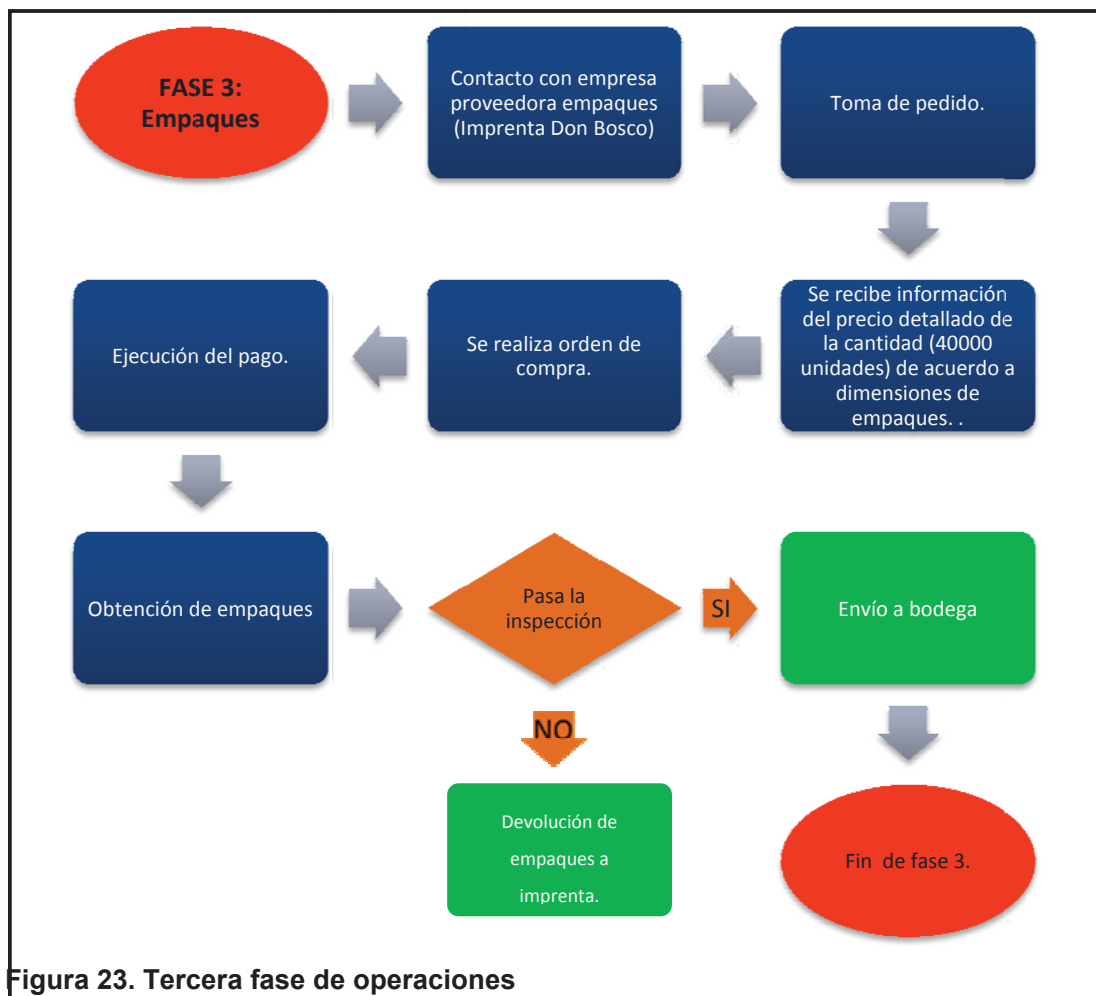 FASE 3:
Empaques
Contacto con empresa
proveedora empaques
(Imprenta Don Bosco)
Toma de pedido.
Se recibe información
del precio detallado de
la cantidad (40000
unidades) de acuerdo a
dimensiones de
empaques. .
Se realiza orden de
compra.
Ejecución del pago.
Obtención de empaques
Pasa la
inspección
SI
Envío a bodega
NO
Devolución de
empaques a
imprenta.
Fin de fase 3.
Figura 23. Tercera fase de operaciones